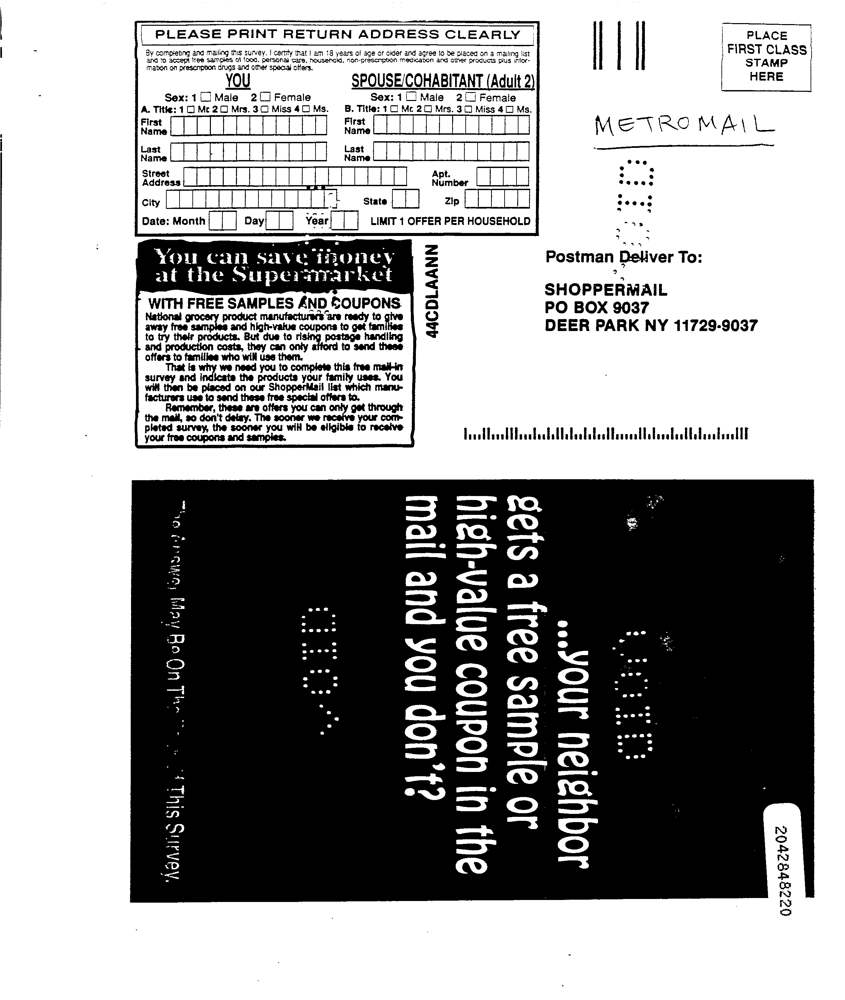 PLEASE PRINT RETURN ADDRESS CLEARLY
By completing and mailing this survey, I certify that I am 18 years of age or older and agree to be placed on a mailing list
and to accept free samples of food, personal care, household, non-prescription medication and other products plus infor-
mation on prescription drugs and other special offers.
YOU
Sex: 1 ☐ Male 2 ☐ Female
A. Title: 1 ☐ Mr. 2 ☐ Mrs. 3 ☐ Miss 4 ☐ Ms.
First
Name
Last
Name
SPOUSE/COHABITANT (Adult 2)
Sex: 1 ☐ Male 2 ☐ Female
B. Title: 1 ☐ Mr. 2 ☐ Mrs. 3 ☐ Miss 4 ☐ Ms.
First
Name
Last
Name
Street
Address
Apt.
Number
City
State
Zip
Date: Month Day Year LIMIT 1 OFFER PER HOUSEHOLD
PLACE
FIRST CLASS
STAMP
HERE
METROMAIL
VOID
You can save money
at the Supermarket
WITH FREE SAMPLES AND COUPONS
National grocery product manufacturers are ready to give
away free samples and high-value coupons to get families
to try their products. But due to rising postage handling
and production costs, they can only afford to send these
offers to families who will use them.
That is why we need you to complete this free mail-in
survey and indicate the products your family uses. You
will then be placed on our ShopperMail list which manu-
facturers use to send these free special offers to.
Remember, these are offers you can only get through
the mail, so don't delay. The sooner we receive your com-
pleted survey, the sooner you will be eligible to receive
your free coupons and samples.
44CDLAANN
Postman Deliver To:
SHOPPERMAIL
PO BOX 9037
DEER PARK NY 11729-9037
...your neighbor
gets a free sample or
high-value coupon in the
mail and you don't?
The Answer May Be On The This Survey.
VOID
VOID
2042848220